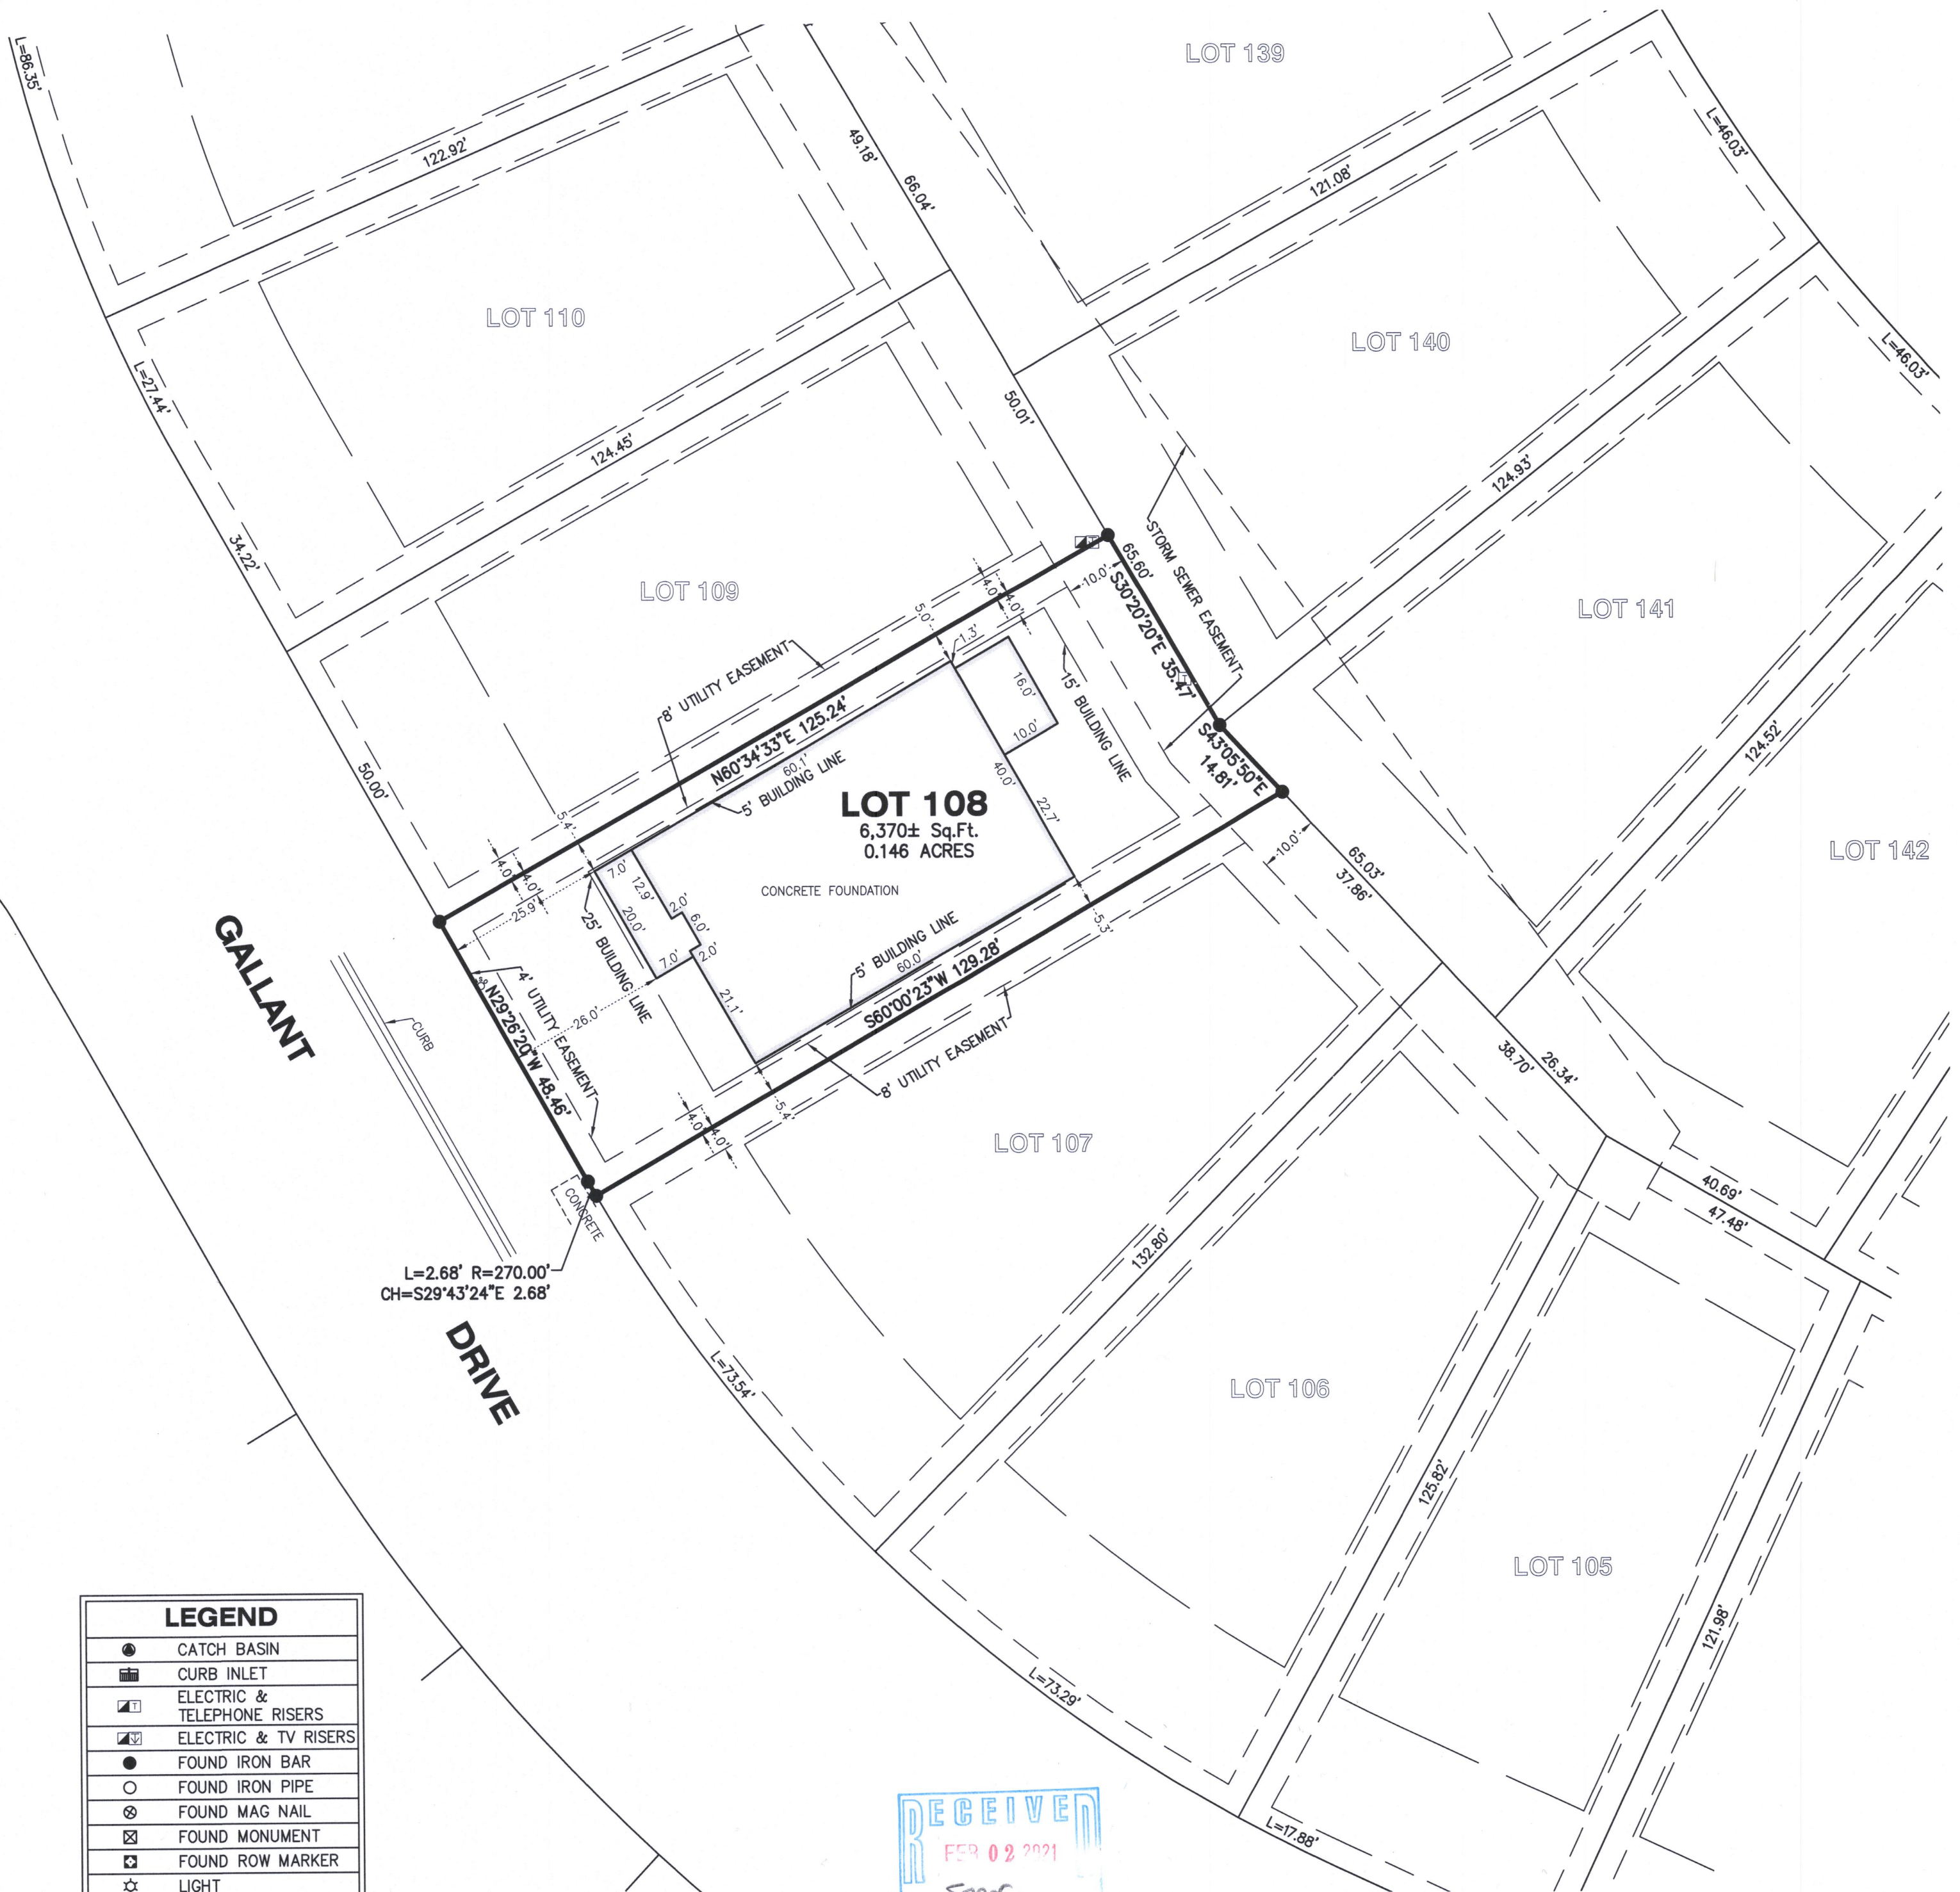 L=86.35'
122.92'
49.18'
66.04'
LOT 139
121.08'
L=46.03'
LOT 110
LOT 140
L=46.03'
L=27.44'
124.45'
50.01'
124.93'
34.22'
LOT 109
LOT 141
STORM SEWER EASEMENT
65.60'
S30°20'20"E 35.47'
10.0'
4.0'
4.0'
5.0'
1.3'
8' UTILITY EASEMENT
N60°34'33"E 125.24'
60.1'
5' BUILDING LINE
16.0'
10.0'
15' BUILDING LINE
40.0'
22.7'
S43°05'50"E
14.81'
124.52'
50.00'
LOT 108
6,370± Sq.Ft.
0.146 ACRES
CONCRETE FOUNDATION
LOT 142
5.4'
4.0'
4.0'
25.9'
7.0'
12.9'
20.0'
2.0'
6.0'
2.0'
7.0'
21.1'
25' BUILDING LINE
26.0'
4' UTILITY EASEMENT
N29°26'20"W 48.46'
5' BUILDING LINE
60.0'
S60°00'23"W 129.28'
5.3'
10.0'
65.03'
37.86'
8' UTILITY EASEMENT
5.4'
4.0'
4.0'
GALLANT
CURB
38.70'
26.34'
LOT 107
CONCRETE
40.69'
47.48'
132.80'
L=2.68' R=270.00'
CH=S29°43'24"E 2.68'
DRIVE
L=73.54'
LOT 106
125.82'
LOT 105
121.98'
L=73.29'
L=17.88'
LEGEND
CATCH BASIN
CURB INLET
ELECTRIC &
TELEPHONE RISERS
ELECTRIC & TV RISERS
FOUND IRON BAR
FOUND IRON PIPE
FOUND MAG NAIL
FOUND MONUMENT
FOUND ROW MARKER
LIGHT
RECEIVED
FEB 02 2021